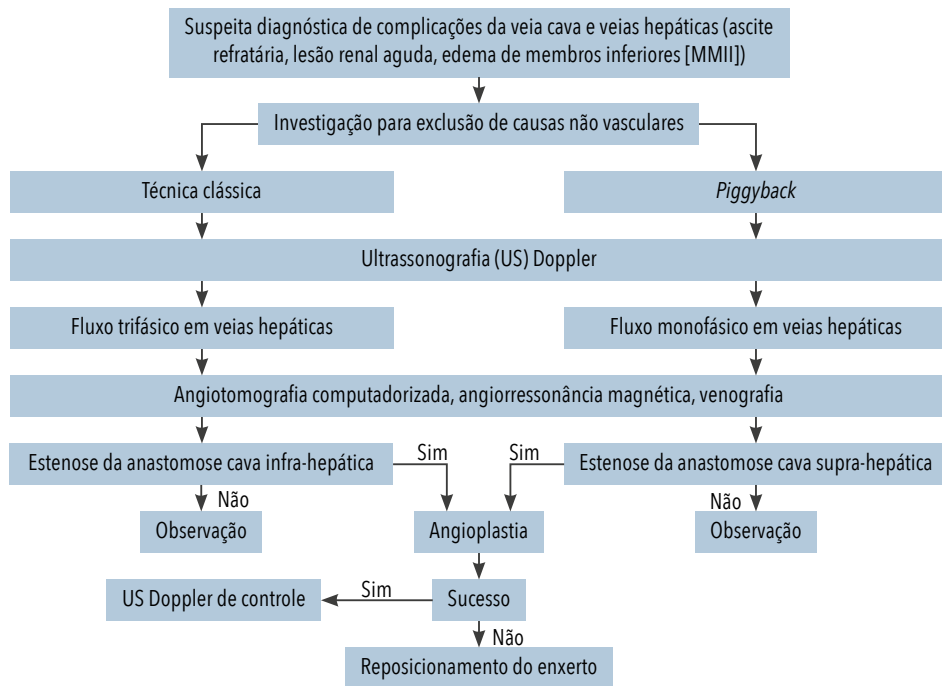 Suspeita diagnóstica de complicações da veia cava e veias hepáticas (ascite
refratária, lesão renal aguda, edema de membros inferiores [MMII])
Investigação para exclusão de causas não vasculares
Técnica clássica
Piggyback
Ultrassonografia (US) Doppler
Fluxo trifásico em veias hepáticas
Fluxo monofásico em veias hepáticas
Angiotomografia computadorizada, angiorressonância magnética, venografia
Estenose da anastomose cava infra-hepática
Sim
Sim
Estenose da anastomose cava supra-hepática
Não
Não
Observação
Angioplastia
Observação
US Doppler de controle
Sim
Sucesso
Não
Reposicionamento do enxerto